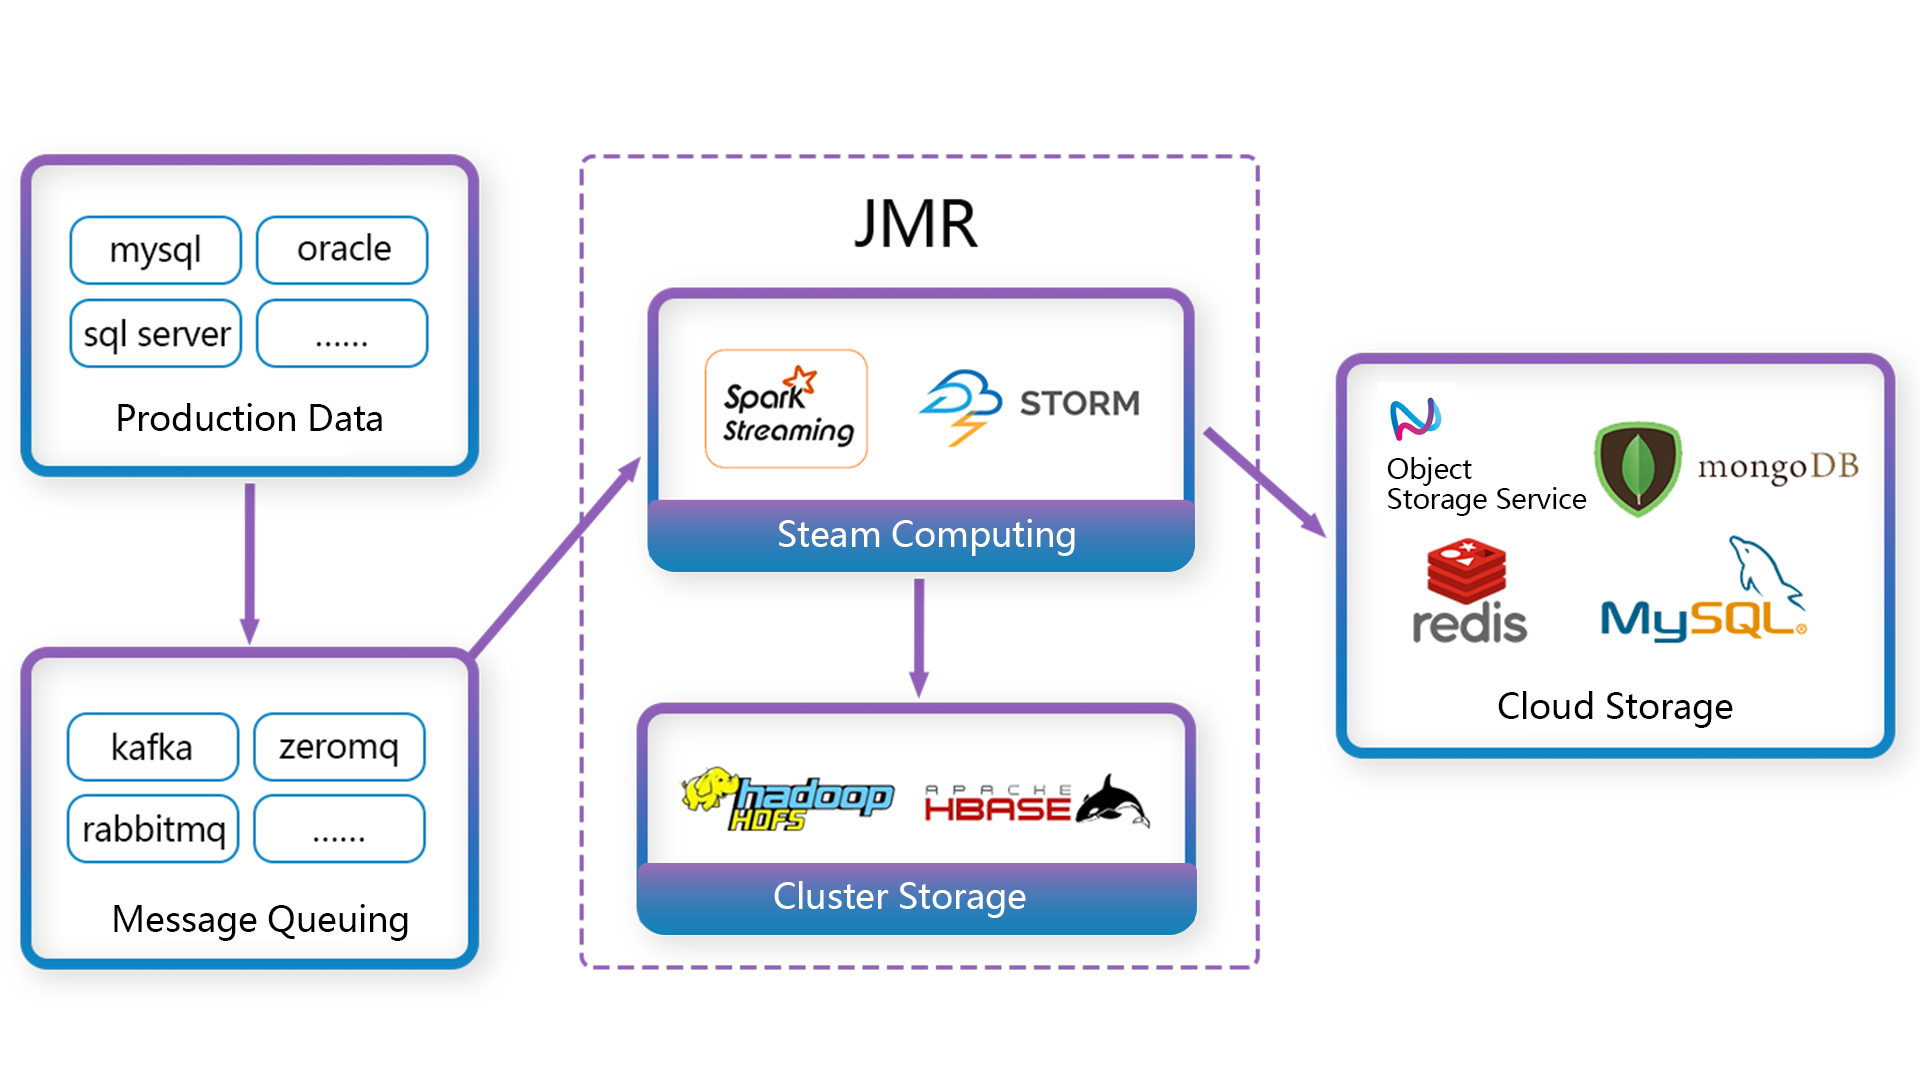 mysql
oracle
sql server
......
Production Data
kafka
zeromq
rabbitmq
......
Message Queuing
JMR
Spark
Streaming
STORM
Steam Computing
hadoop
HDFS
APACHE
HBASE
Cluster Storage
Object
Storage Service
mongoDB
redis
MySQL®
Cloud Storage